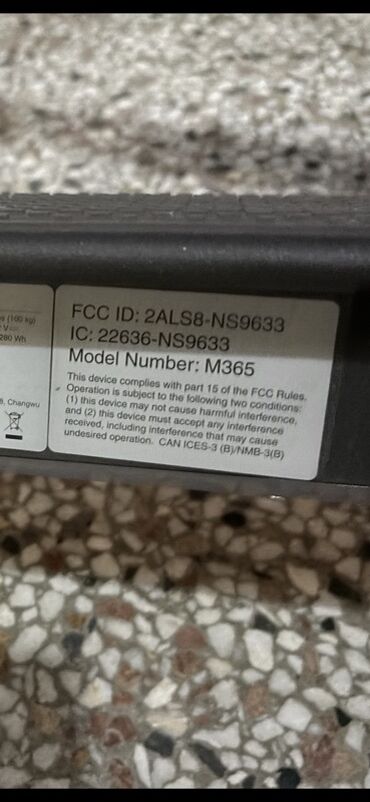 s (100 kg)
280 Wh
8, Changwu
FCC ID: 2ALS8-NS9633
IC: 22636-NS9633
Model Number: M365
This device complies with part 15 of the FCC Rules.
Operation is subject to the following two conditions:
(1) this device may not cause harmful interference,
and (2) this device must accept any interference
received, including interference that may cause
undesired operation. CAN ICES-3 (B)/NMB-3(B)